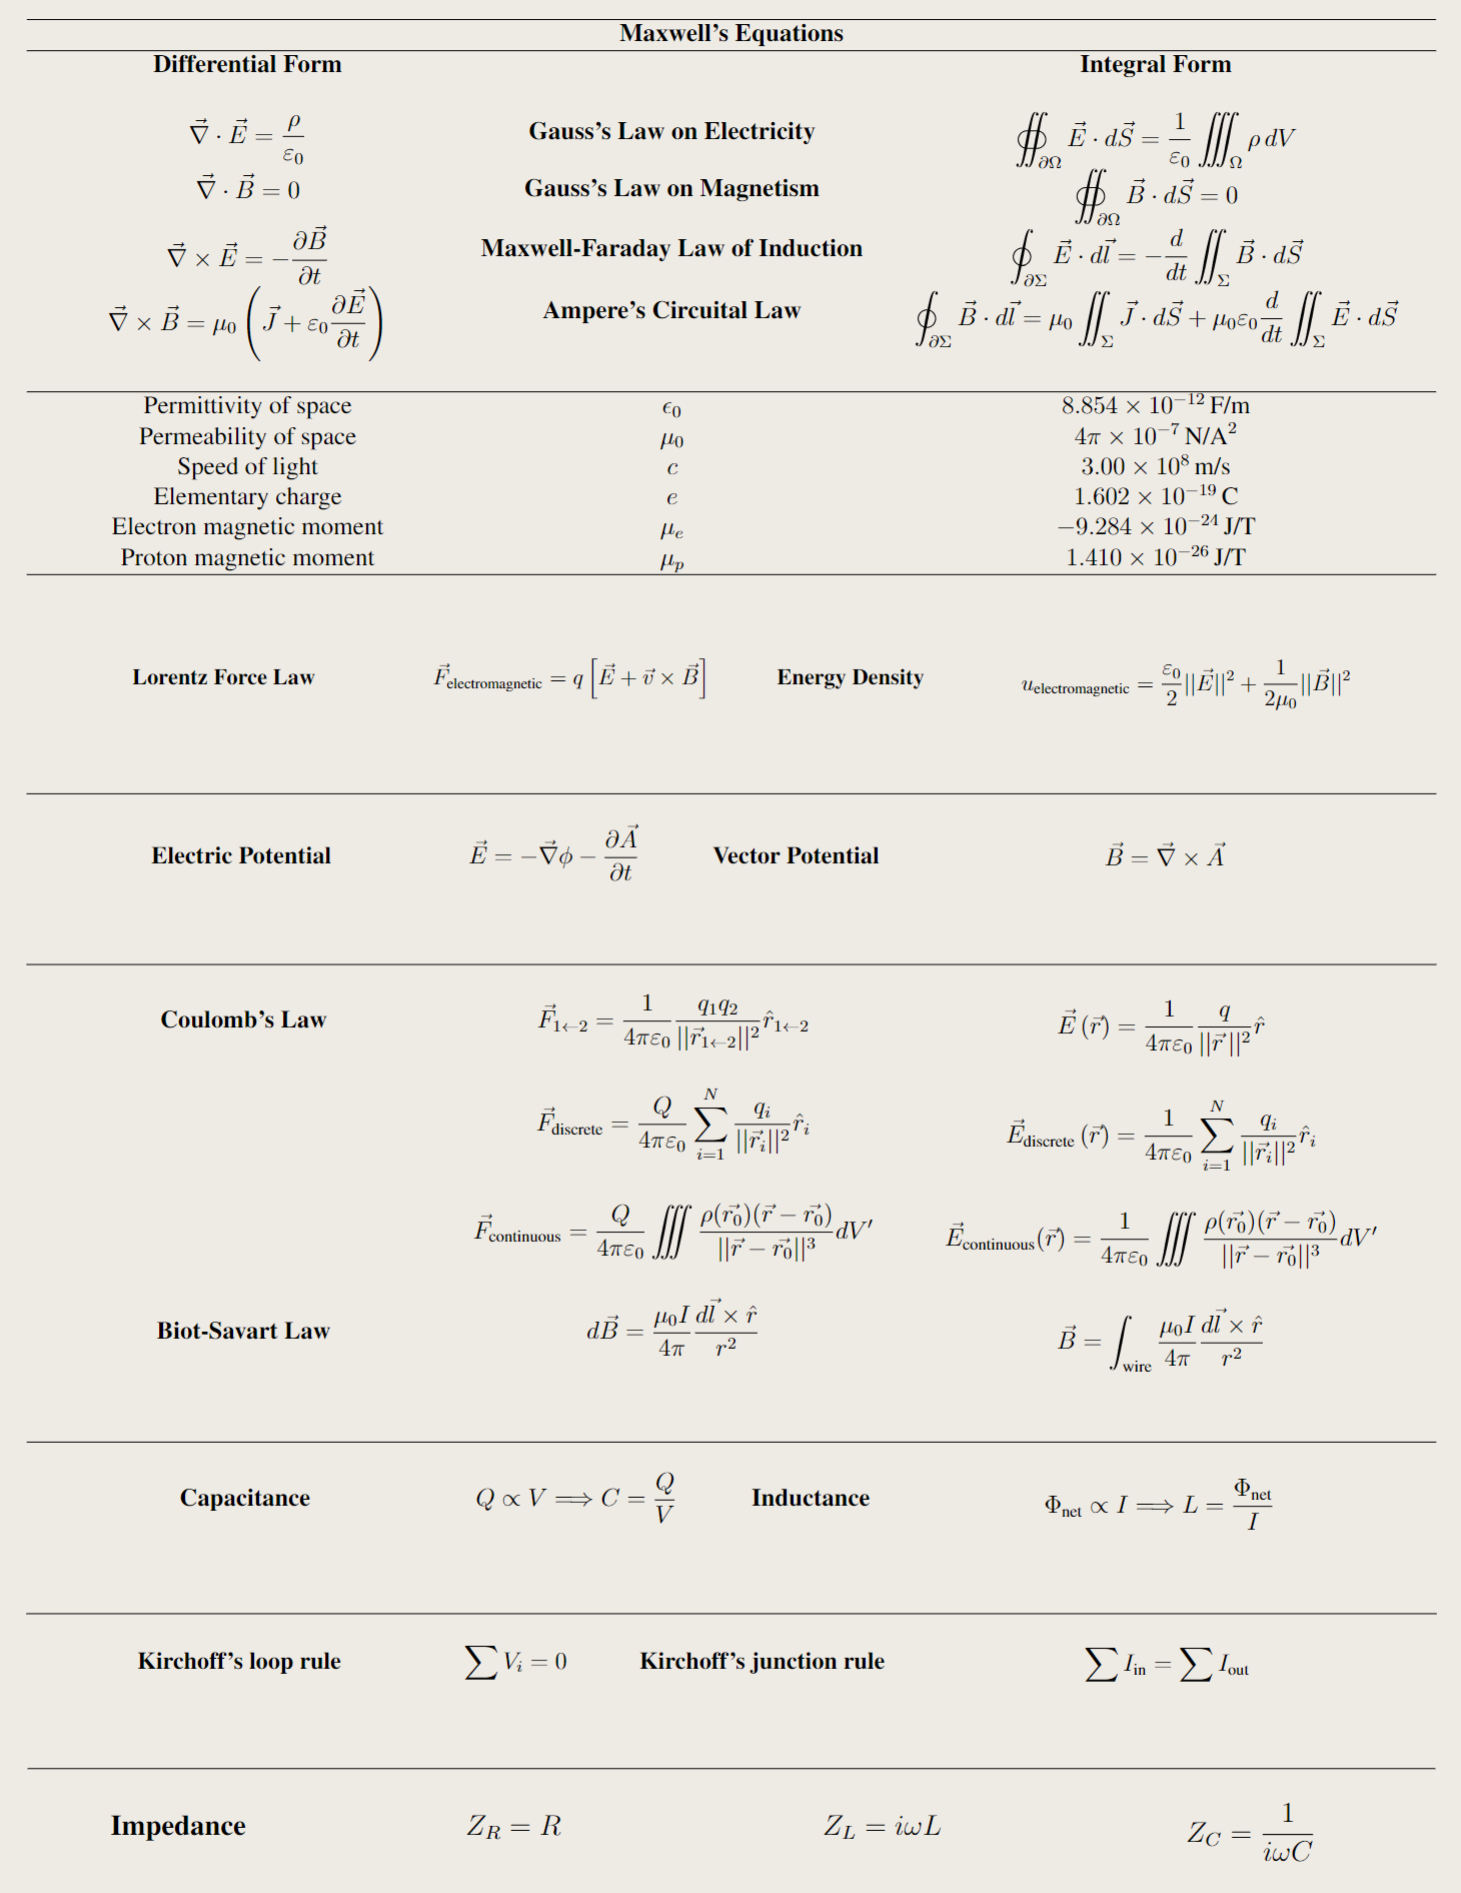 Maxwell's Equations
Differential Form Integral Form
$\vec{\nabla} \cdot \vec{E} = \frac{\rho}{\varepsilon_0}$ Gauss's Law on Electricity $\oiint_{\partial\Omega} \vec{E} \cdot d\vec{S} = \frac{1}{\varepsilon_0} \iiint_{\Omega} \rho \, dV$
$\vec{\nabla} \cdot \vec{B} = 0$ Gauss's Law on Magnetism $\oiint_{\partial\Omega} \vec{B} \cdot d\vec{S} = 0$
$\vec{\nabla} \times \vec{E} = -\frac{\partial \vec{B}}{\partial t}$ Maxwell-Faraday Law of Induction $\oint_{\partial\Sigma} \vec{E} \cdot d\vec{l} = -\frac{d}{dt} \iint_{\Sigma} \vec{B} \cdot d\vec{S}$
$\vec{\nabla} \times \vec{B} = \mu_0 \left( \vec{J} + \varepsilon_0 \frac{\partial \vec{E}}{\partial t} \right)$ Ampere's Circuital Law $\oint_{\partial\Sigma} \vec{B} \cdot d\vec{l} = \mu_0 \iint_{\Sigma} \vec{J} \cdot d\vec{S} + \mu_0 \varepsilon_0 \frac{d}{dt} \iint_{\Sigma} \vec{E} \cdot d\vec{S}$
Permittivity of space $\epsilon_0$ $8.854 \times 10^{-12}$ F/m
Permeability of space $\mu_0$ $4\pi \times 10^{-7}$ N/A$^2$
Speed of light $c$ $3.00 \times 10^8$ m/s
Elementary charge $e$ $1.602 \times 10^{-19}$ C
Electron magnetic moment $\mu_e$ $-9.284 \times 10^{-24}$ J/T
Proton magnetic moment $\mu_p$ $1.410 \times 10^{-26}$ J/T
Lorentz Force Law $\vec{F}_{\text{electromagnetic}} = q \left[ \vec{E} + \vec{v} \times \vec{B} \right]$ Energy Density $u_{\text{electromagnetic}} = \frac{\varepsilon_0}{2} ||\vec{E}||^2 + \frac{1}{2\mu_0} ||\vec{B}||^2$
Electric Potential $\vec{E} = -\vec{\nabla}\phi - \frac{\partial \vec{A}}{\partial t}$ Vector Potential $\vec{B} = \vec{\nabla} \times \vec{A}$
Coulomb's Law $\vec{F}_{1 \leftarrow 2} = \frac{1}{4\pi\varepsilon_0} \frac{q_1 q_2}{||\vec{r}_{1 \leftarrow 2}||^2} \hat{r}_{1 \leftarrow 2}$ $\vec{E}(\vec{r}) = \frac{1}{4\pi\varepsilon_0} \frac{q}{||\vec{r}||^2} \hat{r}$
$\vec{F}_{\text{discrete}} = \frac{Q}{4\pi\varepsilon_0} \sum_{i=1}^{N} \frac{q_i}{||\vec{r}_i||^2} \hat{r}_i$ $\vec{E}_{\text{discrete}}(\vec{r}) = \frac{1}{4\pi\varepsilon_0} \sum_{i=1}^{N} \frac{q_i}{||\vec{r}_i||^2} \hat{r}_i$
$\vec{F}_{\text{continuous}} = \frac{Q}{4\pi\varepsilon_0} \iiint \frac{\rho(\vec{r_0})(\vec{r} - \vec{r_0})}{||\vec{r} - \vec{r_0}||^3} dV'$ $\vec{E}_{\text{continuous}}(\vec{r}) = \frac{1}{4\pi\varepsilon_0} \iiint \frac{\rho(\vec{r_0})(\vec{r} - \vec{r_0})}{||\vec{r} - \vec{r_0}||^3} dV'$
Biot-Savart Law $d\vec{B} = \frac{\mu_0 I}{4\pi} \frac{d\vec{l} \times \hat{r}}{r^2}$ $\vec{B} = \int_{\text{wire}} \frac{\mu_0 I}{4\pi} \frac{d\vec{l} \times \hat{r}}{r^2}$
Capacitance $Q \propto V \Longrightarrow C = \frac{Q}{V}$ Inductance $\Phi_{\text{net}} \propto I \Longrightarrow L = \frac{\Phi_{\text{net}}}{I}$
Kirchoff's loop rule $\sum V_i = 0$ Kirchoff's junction rule $\sum I_{\text{in}} = \sum I_{\text{out}}$
Impedance $Z_R = R$ $Z_L = i\omega L$ $Z_C = \frac{1}{i\omega C}$